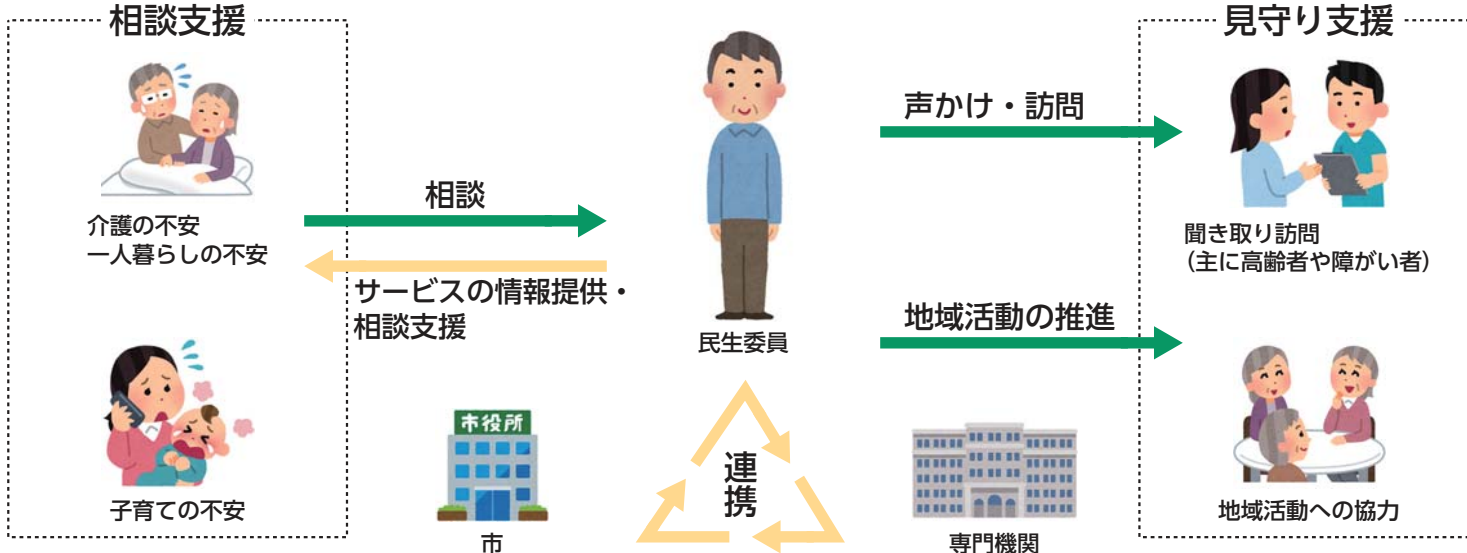 相談支援
介護の不安
一人暮らしの不安
子育ての不安
相談
サービスの情報提供・
相談支援
民生委員
市役所
市
連携
専門機関
声かけ・訪問
地域活動の推進
見守り支援
聞き取り訪問
（主に高齢者や障がい者）
地域活動への協力